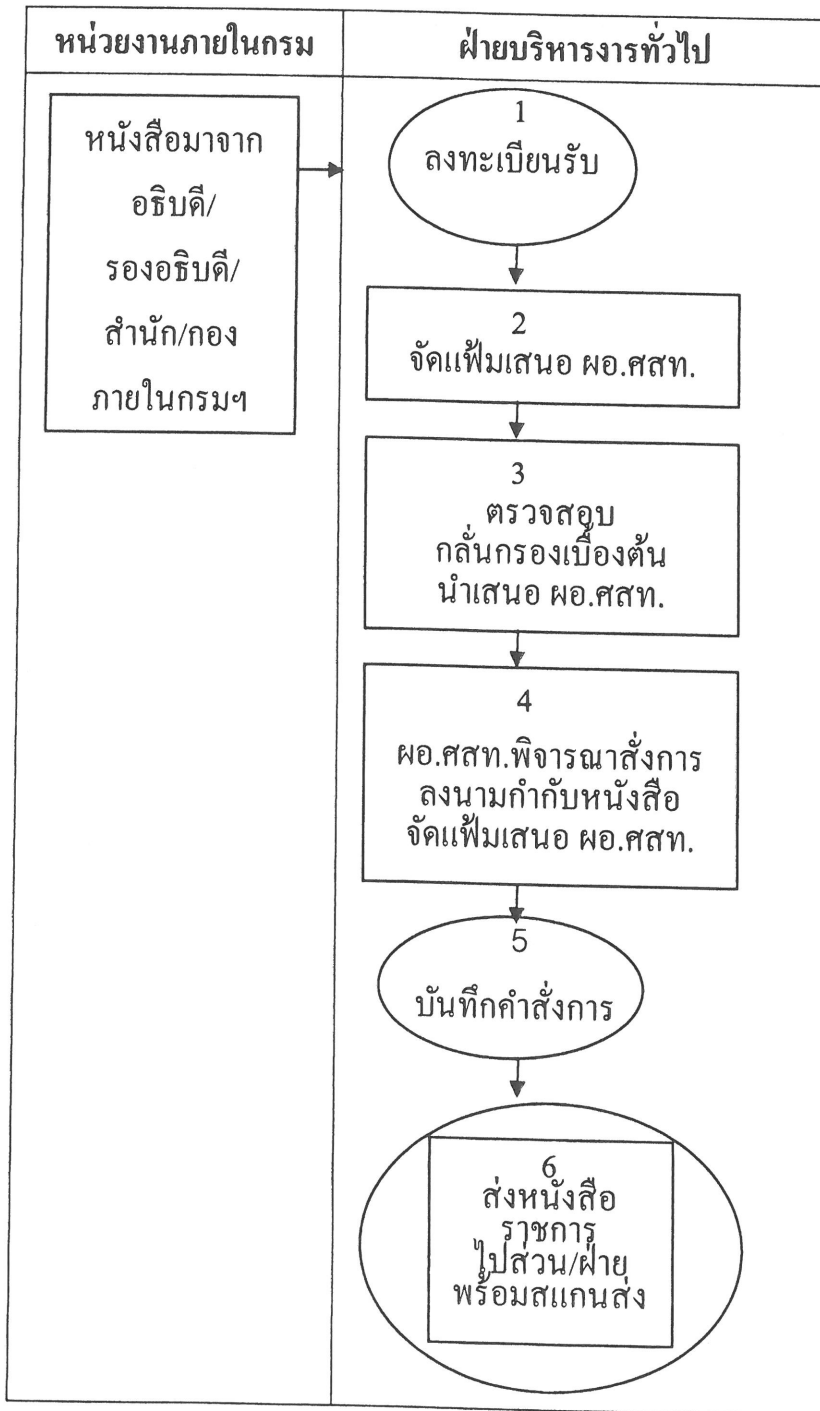 หน่วยงานภายในกรม
ฝ่ายบริหารงานทั่วไป
หนังสือมาจาก
อธิบดี/
รองอธิบดี/
สำนัก/กอง
ภายในกรมฯ
1
ลงทะเบียนรับ
2
จัดแฟ้มเสนอ ผอ.ศสท.
3
ตรวจสอบ
กลั่นกรองเบื้องต้น
นำเสนอ ผอ.ศสท.
4
ผอ.ศสท.พิจารณาสั่งการ
ลงนามกำกับหนังสือ
จัดแฟ้มเสนอ ผอ.ศสท.
5
บันทึกคำสั่งการ
6
ส่งหนังสือ
ราชการ
ไปส่วน/ฝ่าย
พร้อมสแกนส่ง